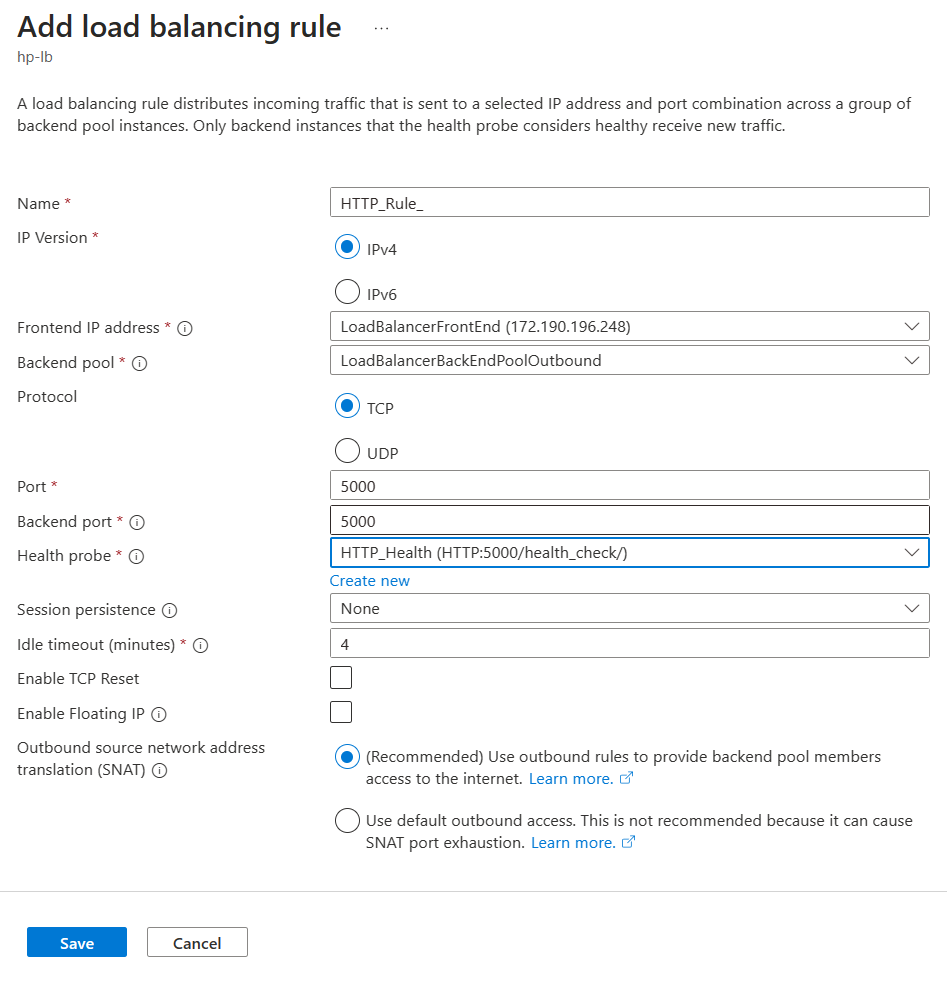 Add load balancing rule ...
hp-lb
A load balancing rule distributes incoming traffic that is sent to a selected IP address and port combination across a group of
backend pool instances. Only backend instances that the health probe considers healthy receive new traffic.
Name * HTTP_Rule_
IP Version * IPv4
IPv6
Frontend IP address * LoadBalancerFrontEnd (172.190.196.248)
Backend pool * LoadBalancerBackEndPoolOutbound
Protocol TCP
UDP
Port * 5000
Backend port * 5000
Health probe * HTTP_Health (HTTP:5000/health_check/)
Create new
Session persistence None
Idle timeout (minutes) * 4
Enable TCP Reset
Enable Floating IP
Outbound source network address
translation (SNAT)
(Recommended) Use outbound rules to provide backend pool members
access to the internet. Learn more.
Use default outbound access. This is not recommended because it can cause
SNAT port exhaustion. Learn more.
Save Cancel